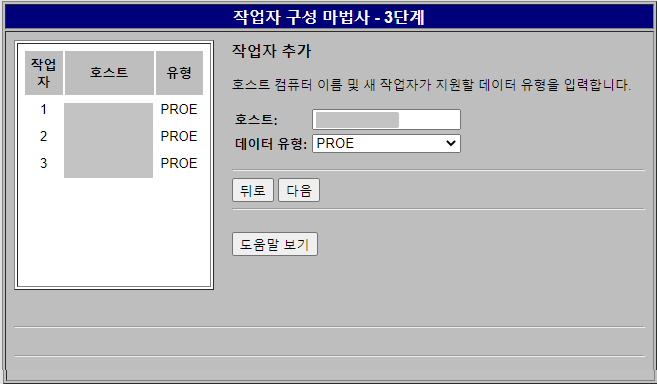 작업자 구성 마법사 - 3단계
작업자 호스트 유형
1 PROE
2 PROE
3 PROE
작업자 추가
호스트 컴퓨터 이름 및 새 작업자가 지원할 데이터 유형을 입력합니다.
호스트:
데이터 유형: PROE
뒤로 다음
도움말 보기